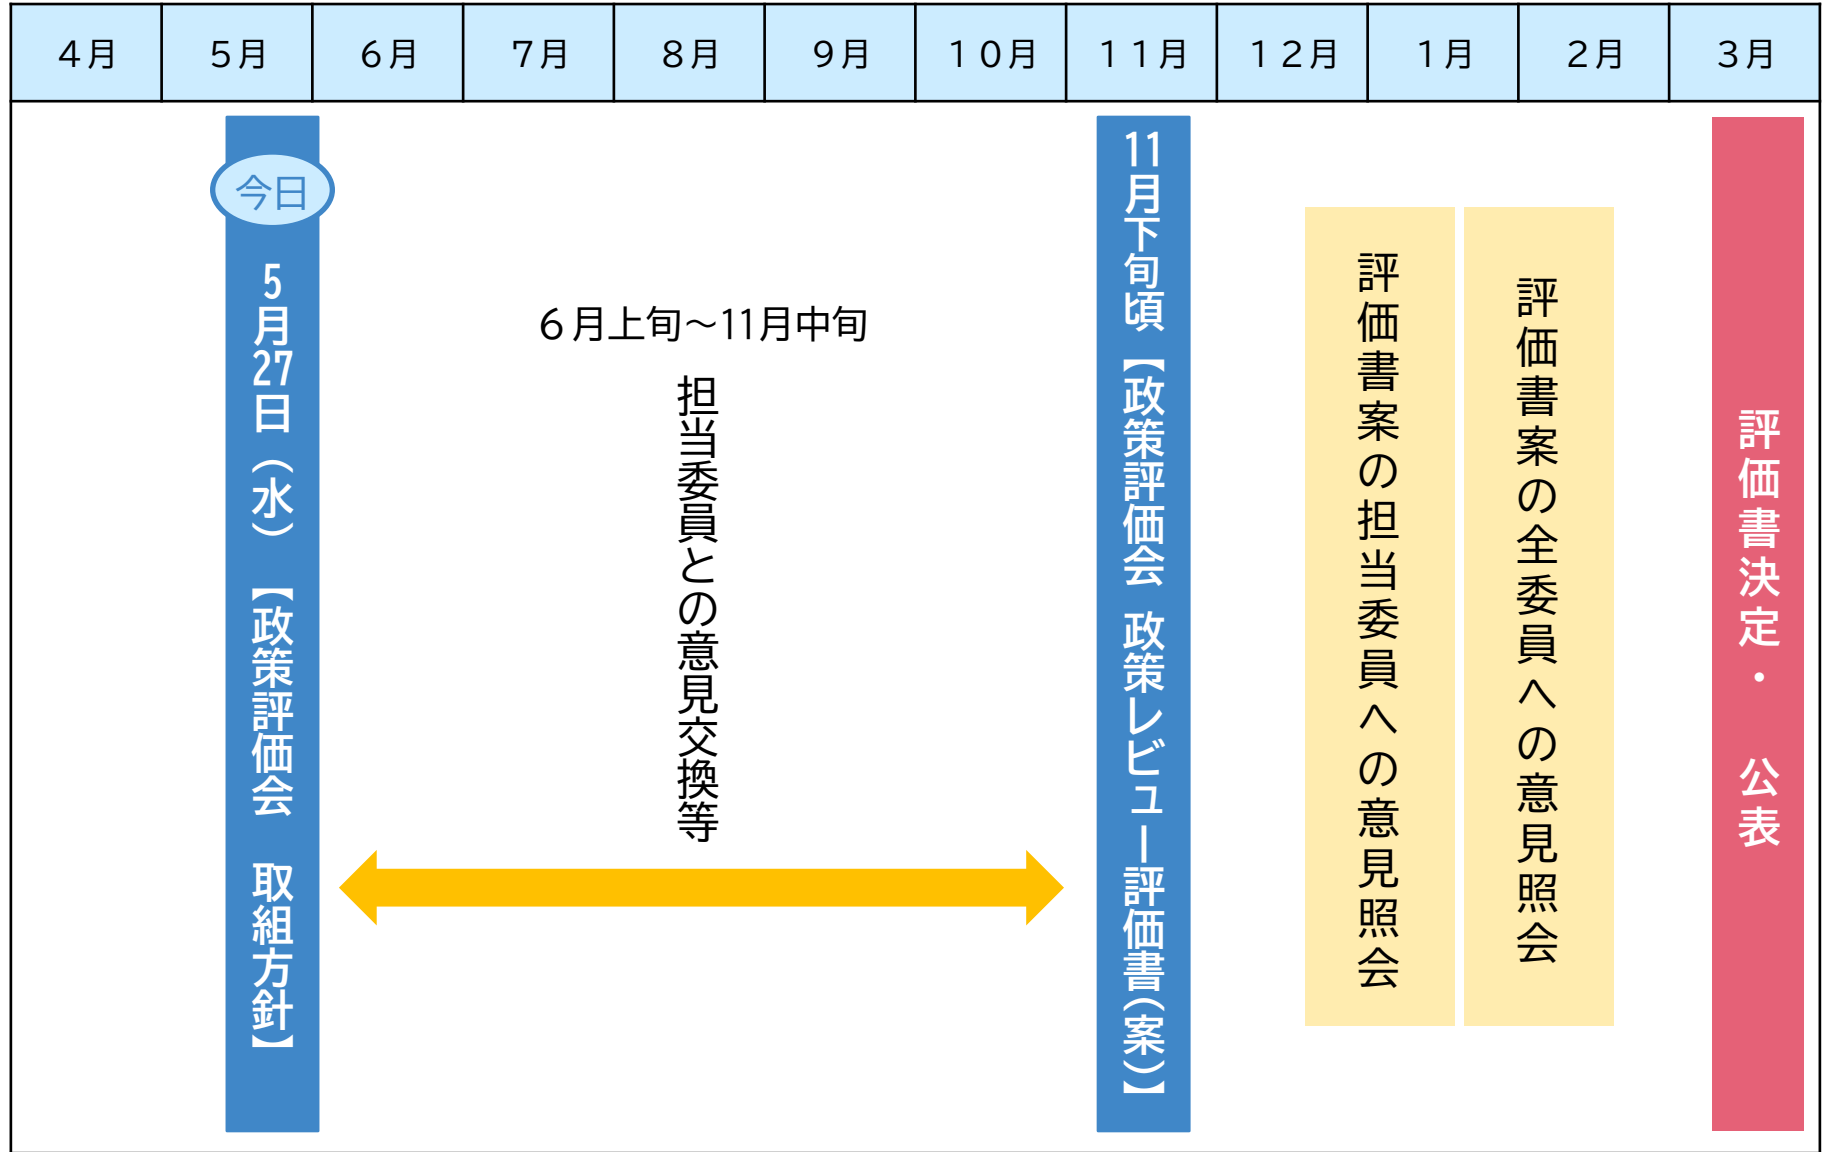 ４月
５月
６月
７月
８月
９月
１０月
１１月
１２月
１月
２月
３月
今日
5月27日（水）　【政策評価会　取組方針】
６月上旬～11月中旬
担当委員との意見交換等
11月下旬頃【政策評価会 政策レビュー評価書（案）】
評価書案の担当委員への意見照会
評価書案の全委員への意見照会
評価書決定・　公表